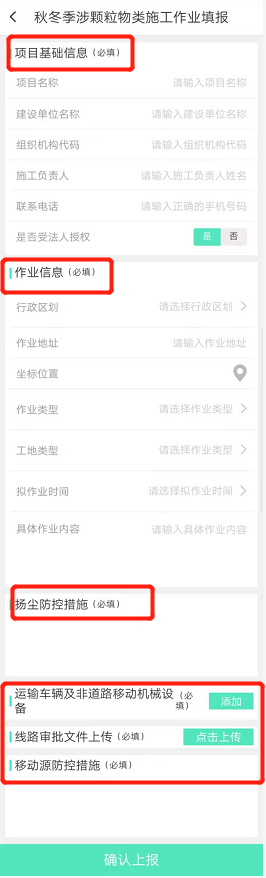 秋冬季涉颗粒物类施工作业填报
项目基础信息（必填）
项目名称 请输入项目名称
建设单位名称 请输入建设单位名称
组织机构代码 请输入组织机构代码
施工负责人 请输入施工负责人姓名
联系电话 请输入正确的手机号码
是否受法人授权 是 否
作业信息（必填）
行政区划 请选择行政区划
作业地址 请输入作业地址
坐标位置
作业类型 请选择作业类型
工地类型 请选择作业类型
拟作业时间 请选择拟作业时间
具体作业内容 请输入具体作业内容
扬尘防控措施（必填）
运输车辆及非道路移动机械设备（必填） 添加
线路审批文件上传（必填） 点击上传
移动源防控措施（必填）
确认上报